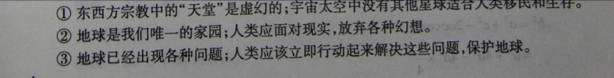 ① 东西方宗教中的“天堂”是虚幻的；宇宙太空中没有其他星球适合人类移民和生存。
② 地球是我们唯一的家园；人类应面对现实，放弃各种幻想。
③ 地球已经出现各种问题；人类应该立即行动起来解决这些问题，保护地球。